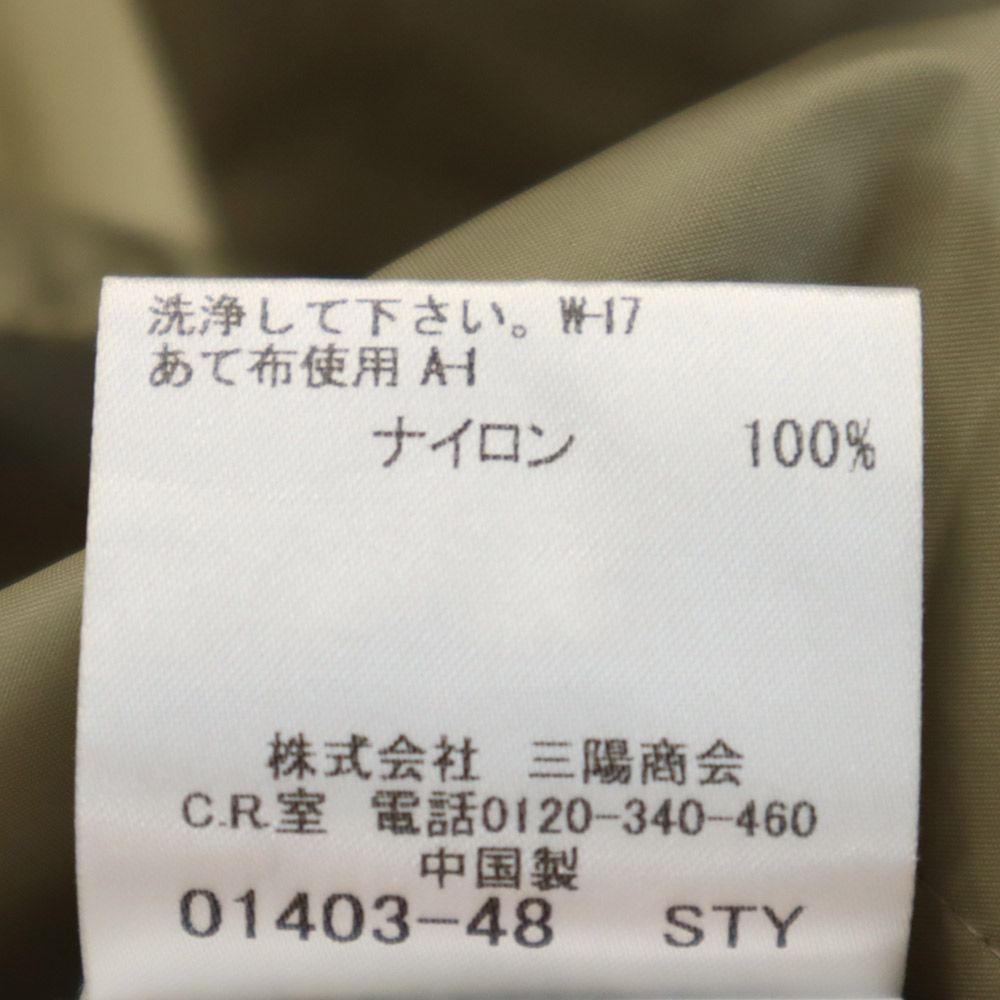 洗浄して下さい。W-17
あて布使用 A-1
ナイロン 100%
株式会社 三陽商会
C.R.室 電話0120-340-460
中国製
01403-48 STY